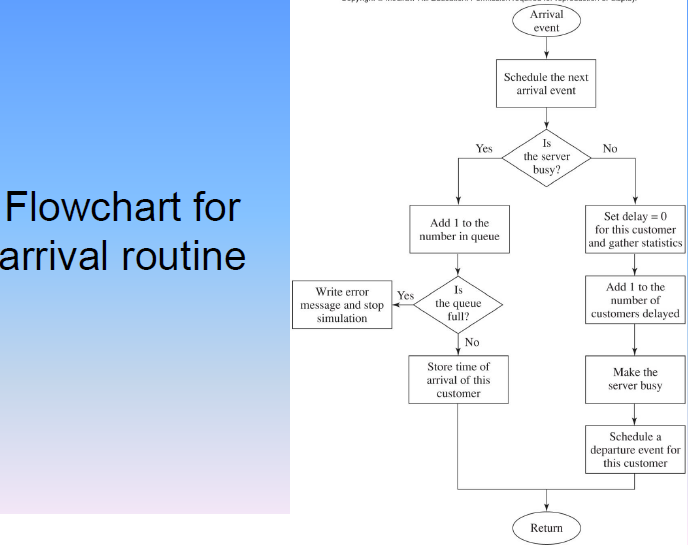 Flowchart for
arrival routine
Arrival
event
Schedule the next
arrival event
Is
the server
busy?
Yes
No
Add 1 to the
number in queue
Is
the queue
full?
Yes
Write error
message and stop
simulation
No
Store time of
arrival of this
customer
Set delay = 0
for this customer
and gather statistics
Add 1 to the
number of
customers delayed
Make the
server busy
Schedule a
departure event for
this customer
Return